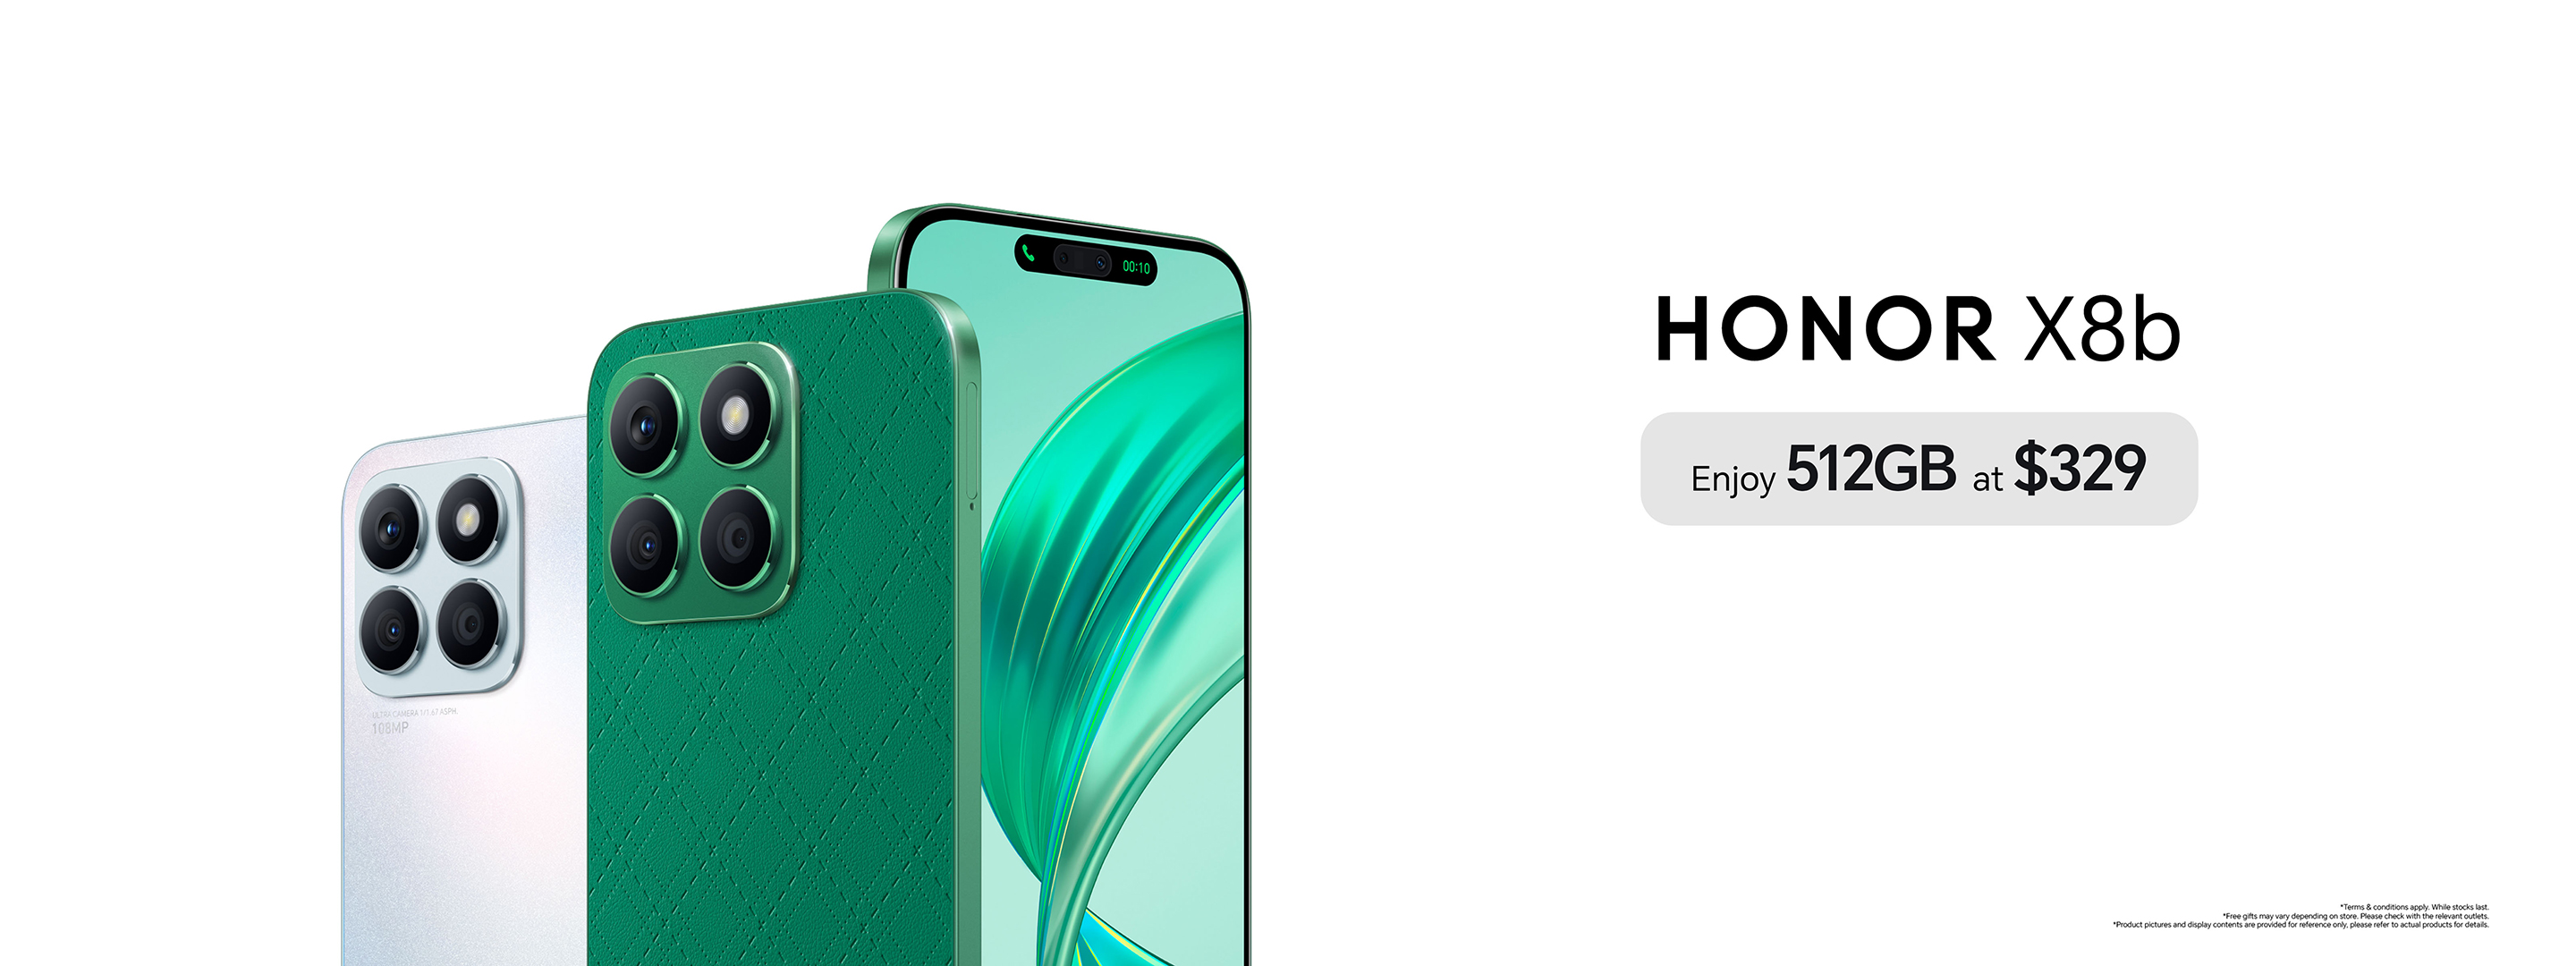 00:10
HONOR X8b
Enjoy 512GB at $329
ULTRA CAMERA 1/1.67 ASPH.
108MP
*Terms & conditions apply. While stocks last.
*Free gifts may vary depending on store. Please check with the relevant outlets.
*Product pictures and display contents are provided for reference only, please refer to actual products for details.